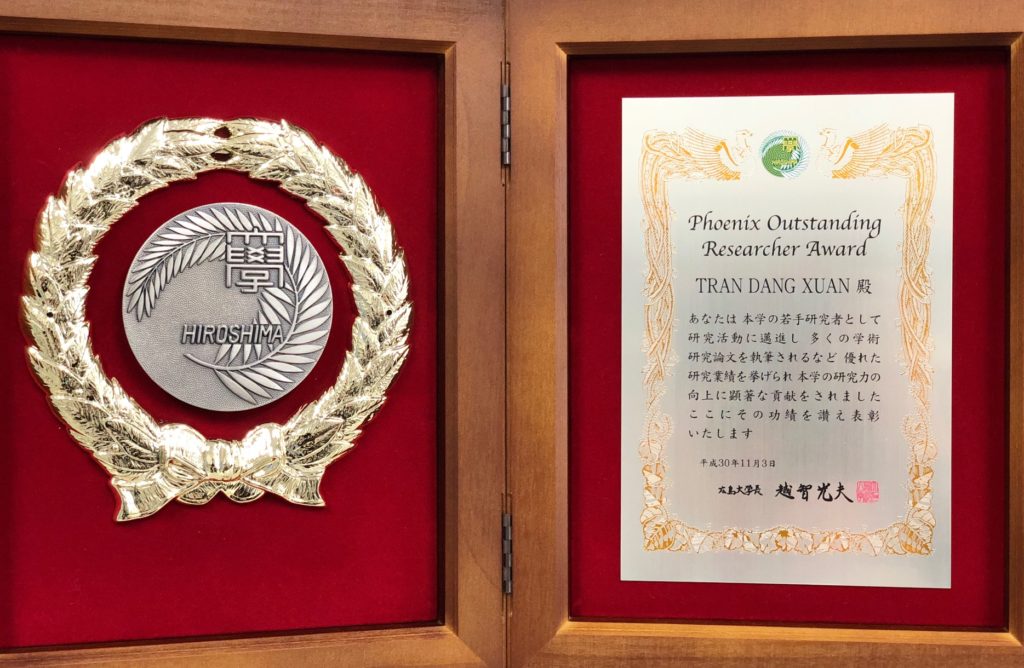 學
HIROSHIMA
Phoenix Outstanding
Researcher Award
TRAN DANG XUAN 殿
あなたは 本学の若手研究者として
研究活動に邁進し 多くの学術
研究論文を執筆されるなど 優れた
研究業績を挙げられ 本学の研究力の
向上に顕著な貢献をされました
ここにその功績を讃え表彰
いたします
平成30年11月3日
広島大学長 越智光夫